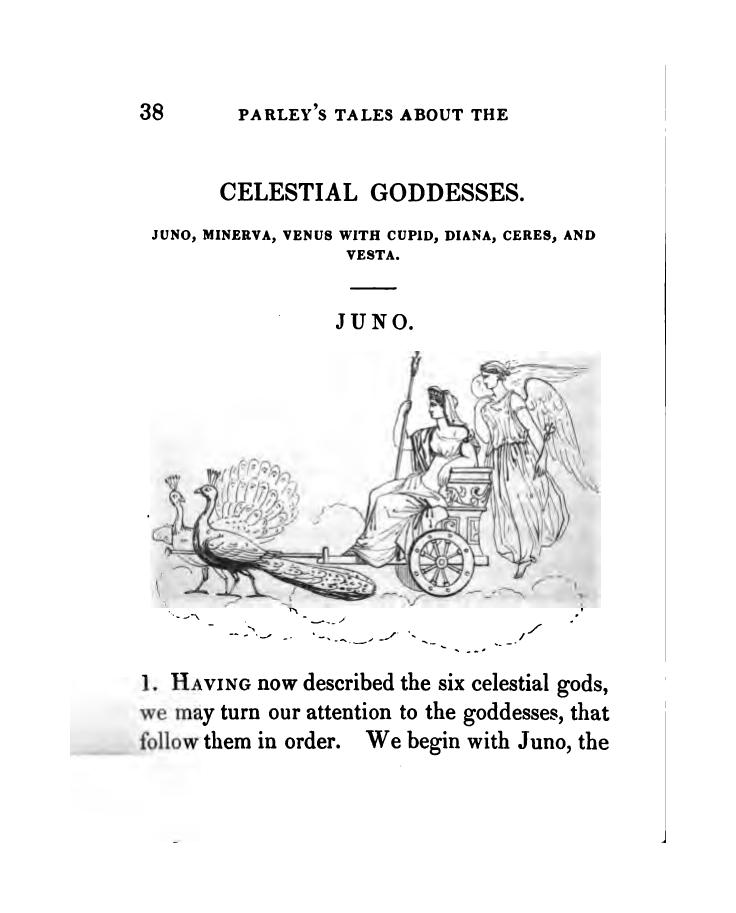 38 PARLEY'S TALES ABOUT THE
CELESTIAL GODDESSES.
JUNO, MINERVA, VENUS WITH CUPID, DIANA, CERES, AND
VESTA.
JUNO.
1. HAVING now described the six celestial gods,
we may turn our attention to the goddesses, that
follow them in order. We begin with Juno, the